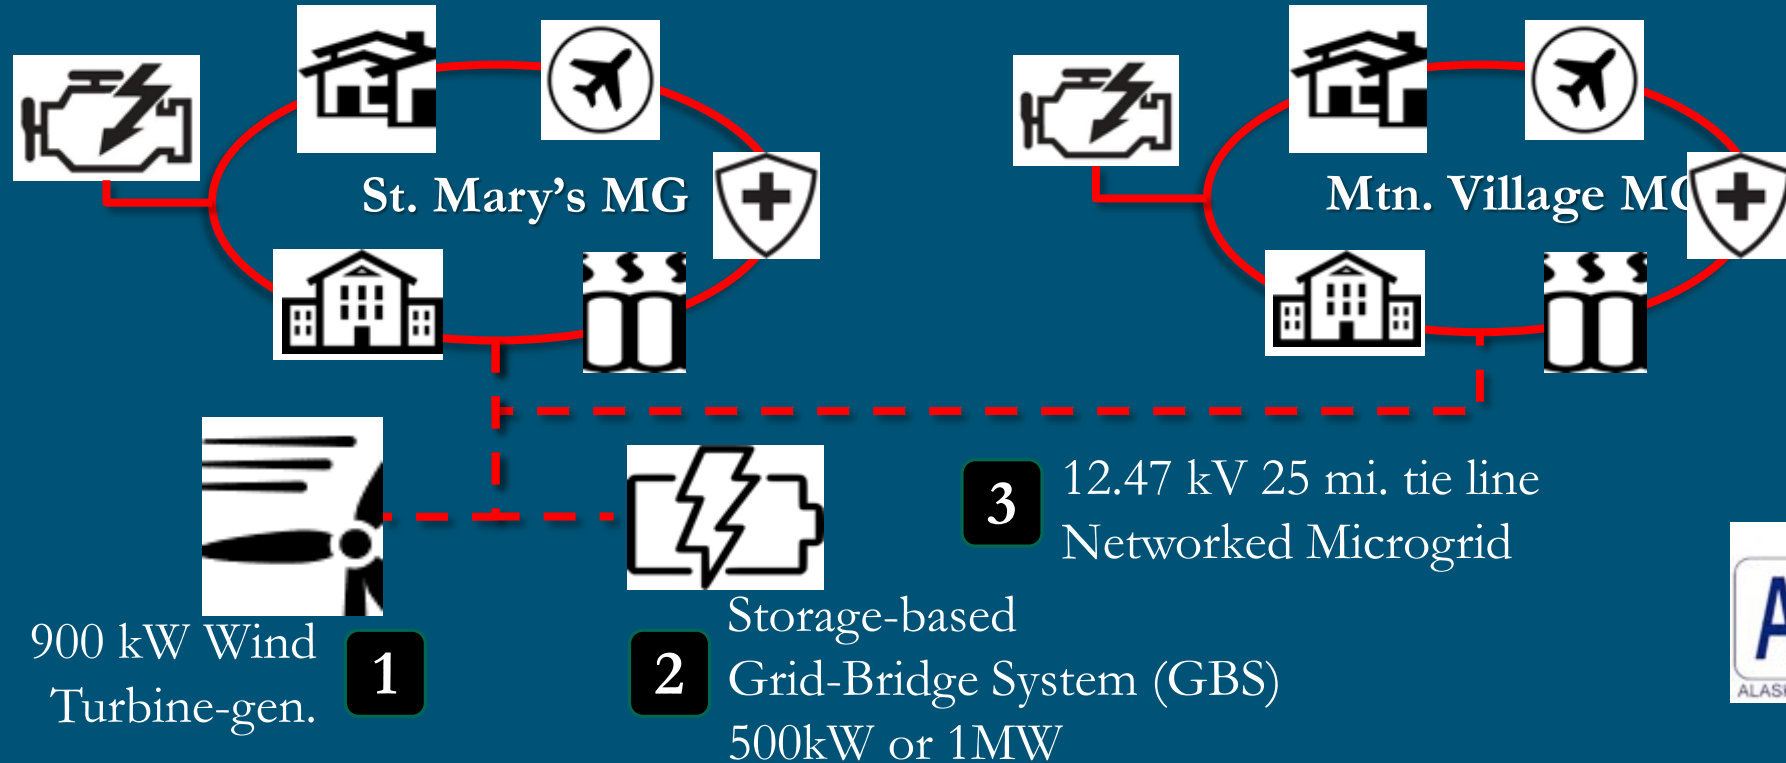 St. Mary's MG
Mtn. Village
3
12.47 kV 25 mi. tie line
Networked Microgrid
900 kW Wind
Turbine-gen.
1
2
Storage-based
Grid-Bridge System (GBS)
500kW or 1MW